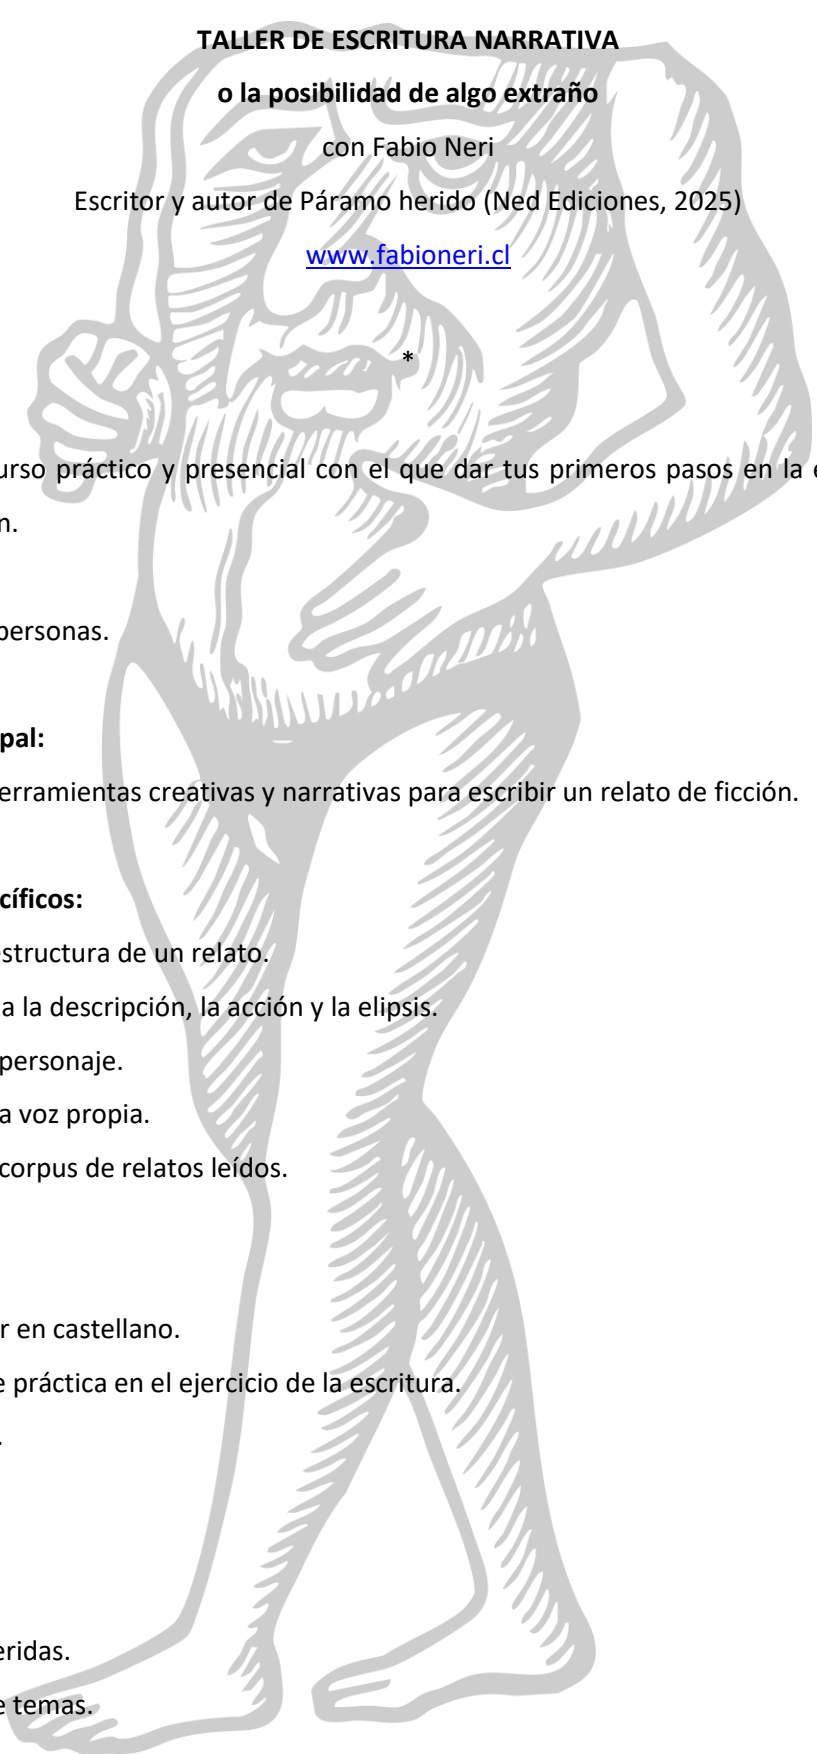 TALLER DE ESCRITURA NARRATIVA
o la posibilidad de algo extraño
con Fabio Neri
Escritor y autor de Páramo herido (Ned Ediciones, 2025)
www.fabioneri.cl
*
urso práctico y presencial con el que dar tus primeros pasos en la e
n.
personas.
pal:
erramientas creativas y narrativas para escribir un relato de ficción.
cíficos:
estructura de un relato.
a la descripción, la acción y la elipsis.
personaje.
a voz propia.
corpus de relatos leídos.
r en castellano.
e práctica en el ejercicio de la escritura.
.
eridas.
e temas.